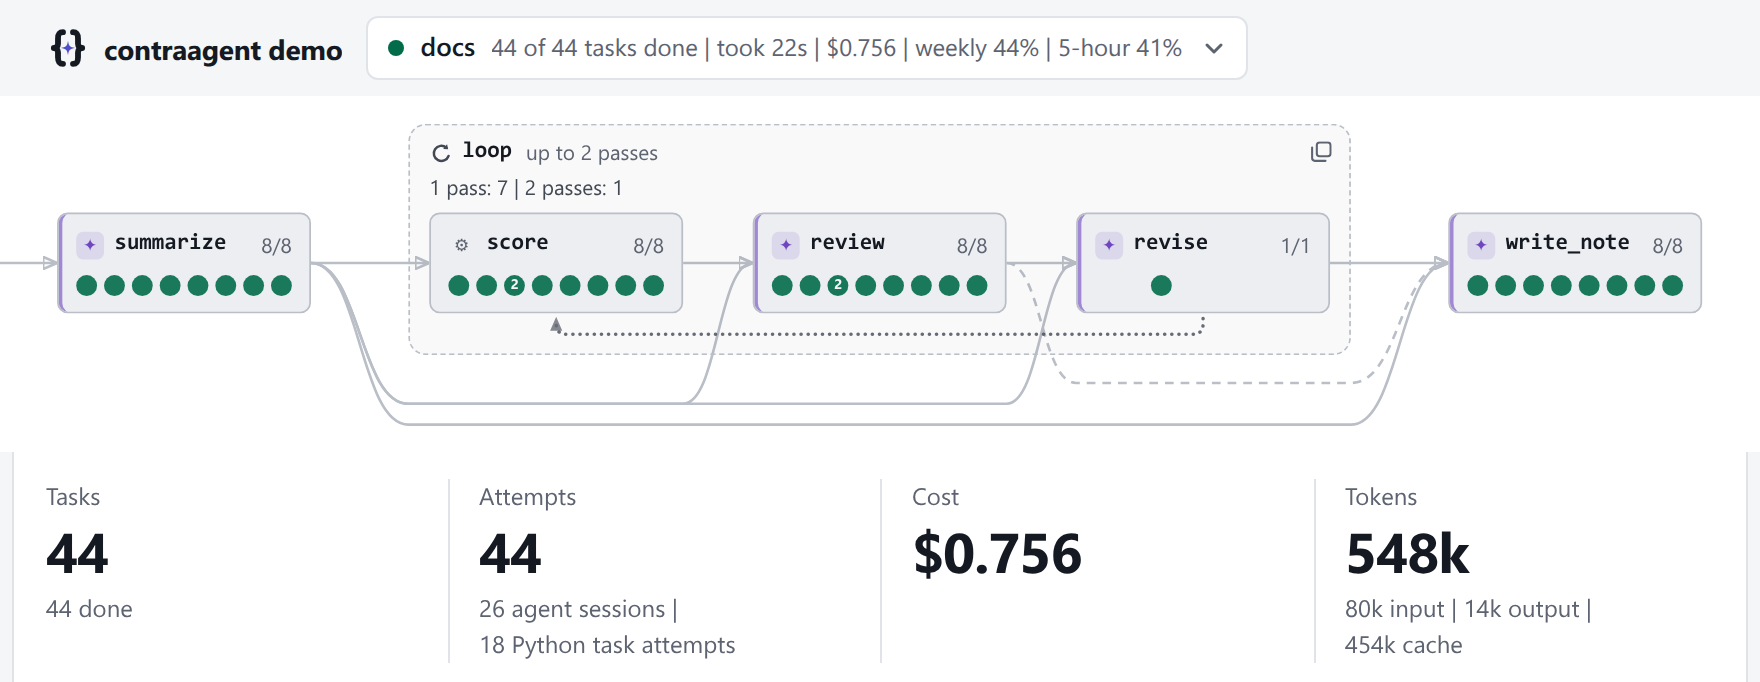 contraagent demo
docs 44 of 44 tasks done | took 22s | $0.756 | weekly 44% | 5-hour 41%
loop up to 2 passes
1 pass: 7 | 2 passes: 1
summarize 8/8
score 8/8
2
review 8/8
2
revise 1/1
write_note 8/8
Tasks
44
44 done
Attempts
44
26 agent sessions |
18 Python task attempts
Cost
$0.756
Tokens
548k
80k input | 14k output |
454k cache